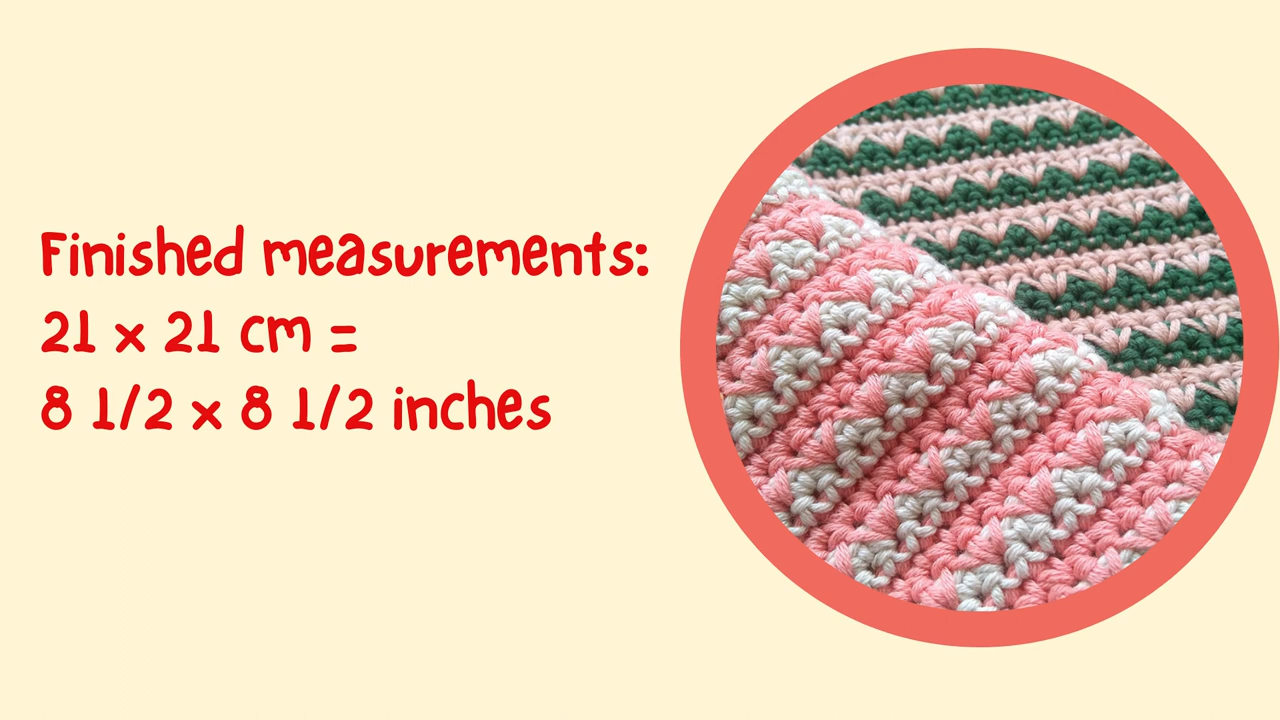 Finished measurements:
21 x 21 cm =
8 1/2 x 8 1/2 inches